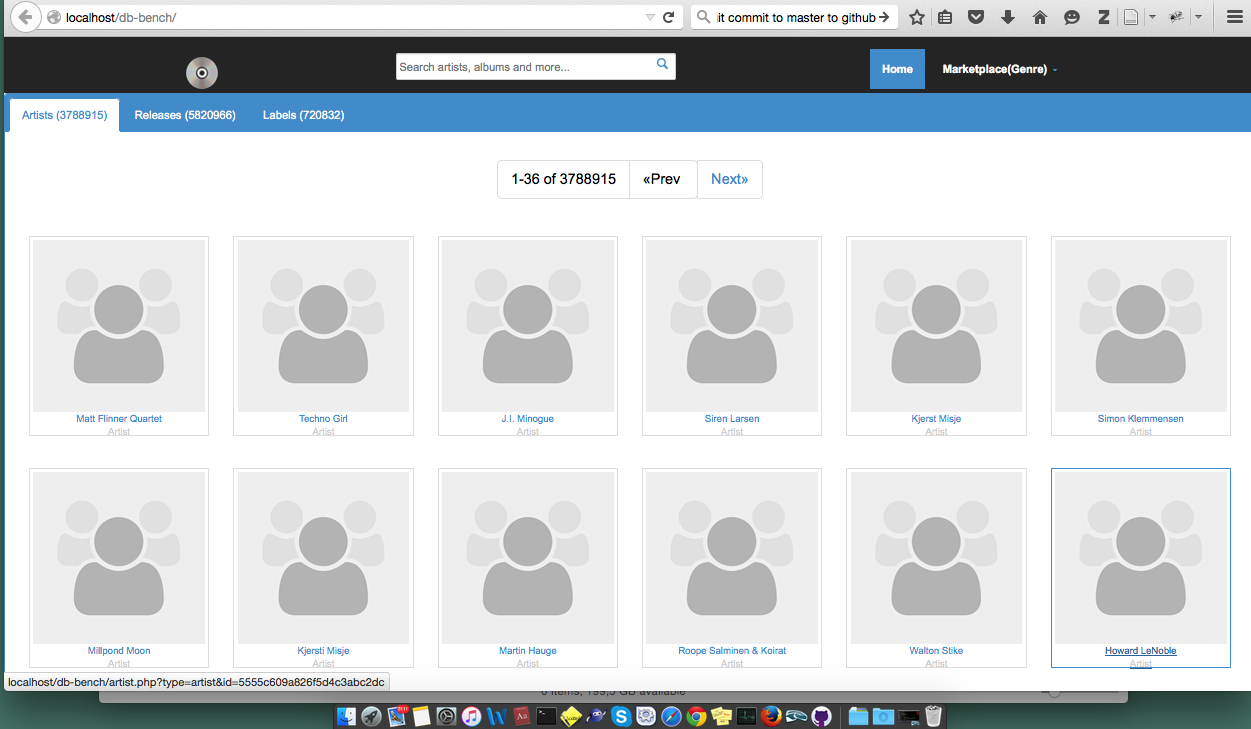 localhost/db-bench/
it commit to master to github
Search artists, albums and more...
Home
Marketplace(Genre)
Artists (3788915)
Releases (5820966)
Labels (720832)
1-36 of 3788915
«Prev
Next»
Matt Flinner Quartet
Artist
Techno Girl
Artist
J.I. Minogue
Artist
Siren Larsen
Artist
Kjerst Misje
Artist
Simon Klemmensen
Artist
Millpond Moon
Artist
Kjersti Misje
Artist
Martin Hauge
Artist
Roope Salminen & Koirat
Artist
Walton Stike
Artist
Howard LeNoble
Artist
localhost/db-bench/artist.php?type=artist&id=5555c609a826f5d4c3abc2dc
0 items, 199,5 GB available